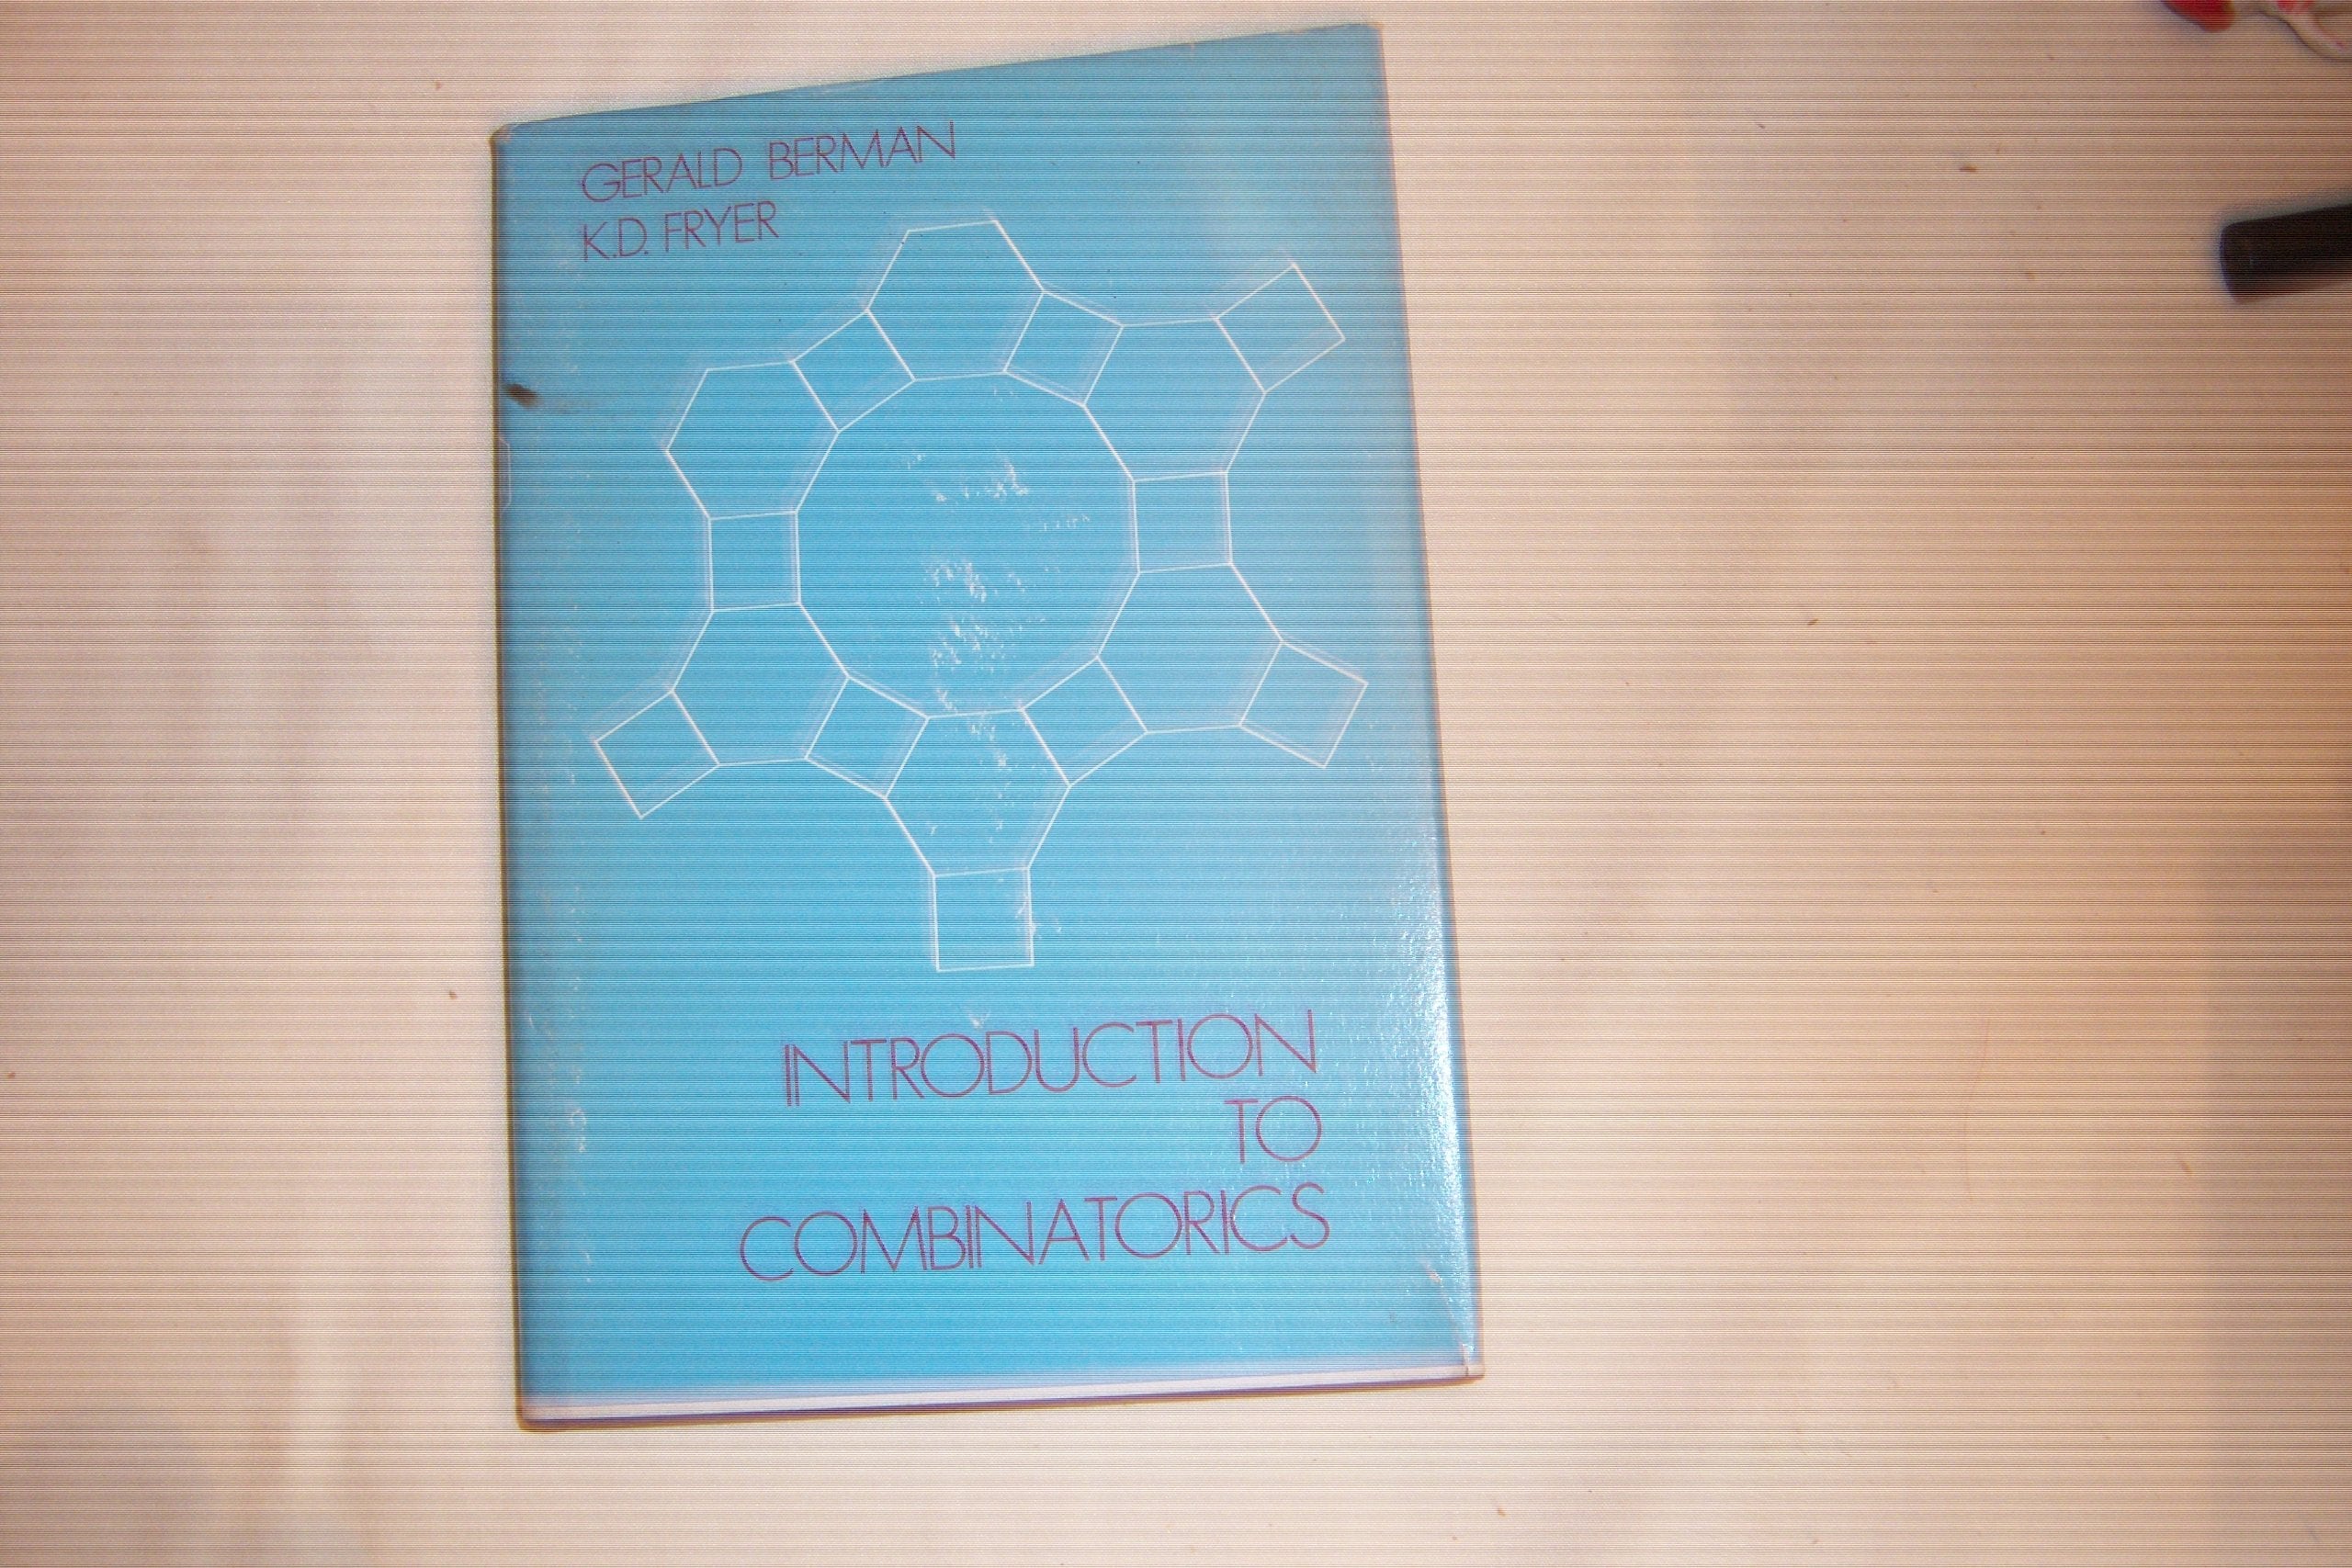 GERALD BERMAN
K.D. FRYER
INTRODUCTION
TO
COMBINATORICS